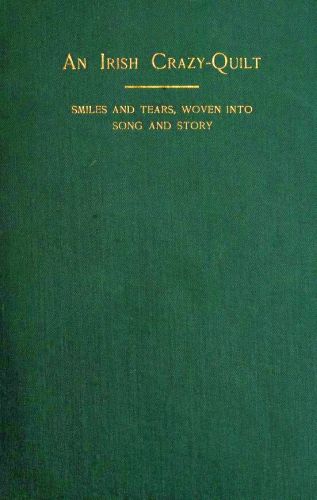 An Irish Crazy-Quilt
SMILES AND TEARS, WOVEN INTO
SONG AND STORY